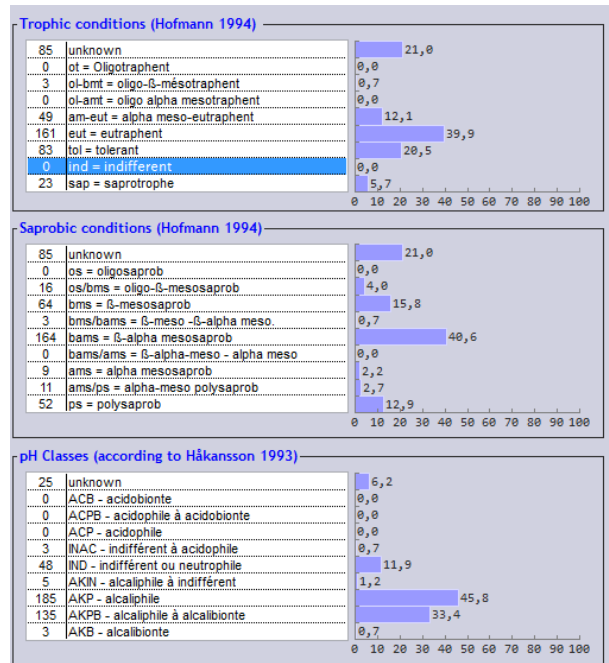 Trophic conditions (Hofmann 1994)
85 unknown 21,0
0 ot = Oligotraphent 0,0
3 ol-bmt = oligo-ß-mésotraphent 0,7
0 ol-amt = oligo alpha mesotraphent 0,0
49 am-eut = alpha meso-eutraphent 12,1
161 eut = eutraphent 39,9
83 tol = tolerant 20,5
0 ind = indifferent 0,0
23 sap = saprotrophe 5,7
0 10 20 30 40 50 60 70 80 90 100
Saprobic conditions (Hofmann 1994)
85 unknown 21,0
0 os = oligosaprob 0,0
16 os/bms = oligo-ß-mesosaprob 4,0
64 bms = ß-mesosaprob 15,8
3 bms/bams = ß-meso -ß-alpha meso. 0,7
164 bams = ß-alpha mesosaprob 40,6
0 bams/ams = ß-alpha-meso - alpha meso 0,0
9 ams = alpha mesosaprob 2,2
11 ams/ps = alpha-meso polysaprob 2,7
52 ps = polysaprob 12,9
0 10 20 30 40 50 60 70 80 90 100
pH Classes (according to Håkansson 1993)
25 unknown 6,2
0 ACB - acidobionte 0,0
0 ACPB - acidophile à acidobionte 0,0
0 ACP - acidophile 0,0
3 INAC - indifférent à acidophile 0,7
48 IND - indifférent ou neutrophile 11,9
5 AKIN - alcaliphile à indifférent 1,2
185 AKP - alcaliphile 45,8
135 AKPB - alcaliphile à alcalibionte 33,4
3 AKB - alcalibionte 0,7
0 10 20 30 40 50 60 70 80 90 100